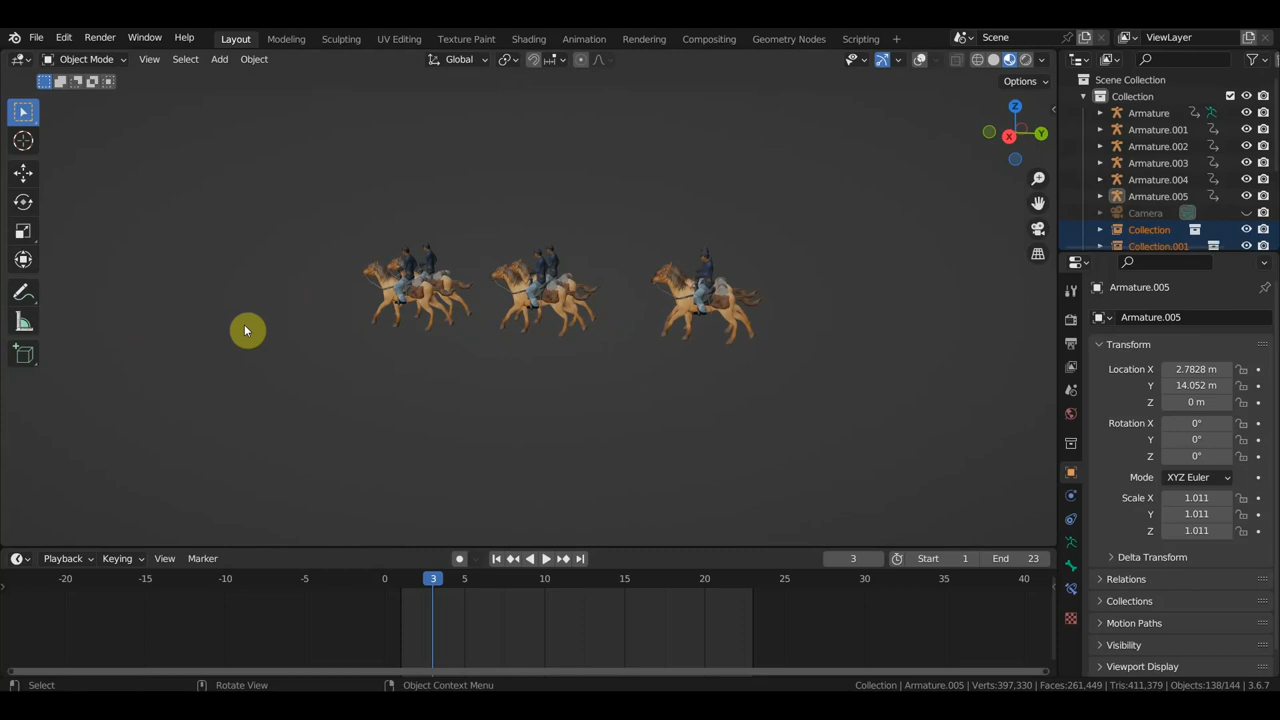 File Edit Render Window Help Layout Modeling Sculpting UV Editing Texture Paint Shading Animation Rendering Compositing Geometry Nodes Scripting + Scene ViewLayer
Object Mode View Select Add Object Global
Options
Z
Y
X
Scene Collection
Collection
Armature
Armature.001
Armature.002
Armature.003
Armature.004
Armature.005
Camera
Collection
Collection.001
Armature.005
Armature.005
Transform
Location X 2.7828 m
Y 14.052 m
Z 0 m
Rotation X 0°
Y 0°
Z 0°
Mode XYZ Euler
Scale X 1.011
Y 1.011
Z 1.011
Delta Transform
Relations
Collections
Motion Paths
Visibility
Viewport Display
Playback Keying View Marker 3 Start 1 End 23
-20 -15 -10 -5 0 3 5 10 15 20 25 30 35 40
Select Rotate View Object Context Menu Collection | Armature.005 | Verts:397,330 | Faces:261,449 | Tris:411,379 | Objects:138/144 | 3.6.7